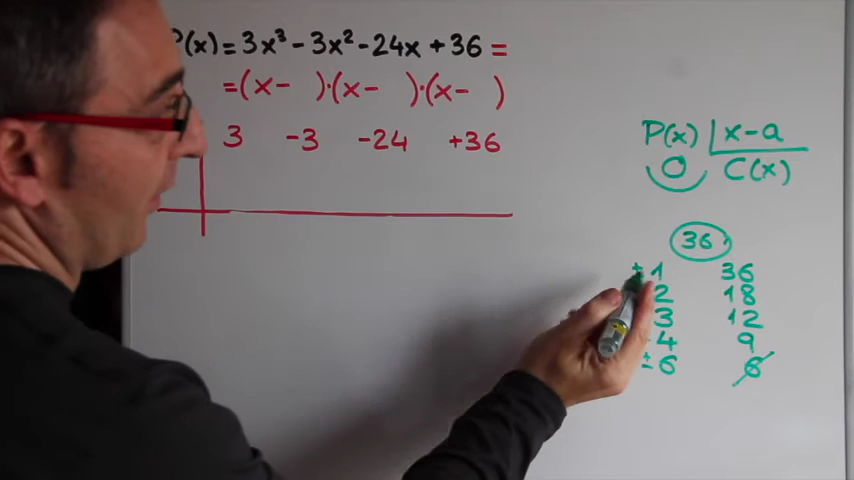 P(x) = 3x³ - 3x² - 24x + 36 =
= (x - )·(x - )·(x - )
3 -3 -24 +36
P(x) | x-a
0 C(x)
36
±1 36
2 18
3 12
4 9
±6 6